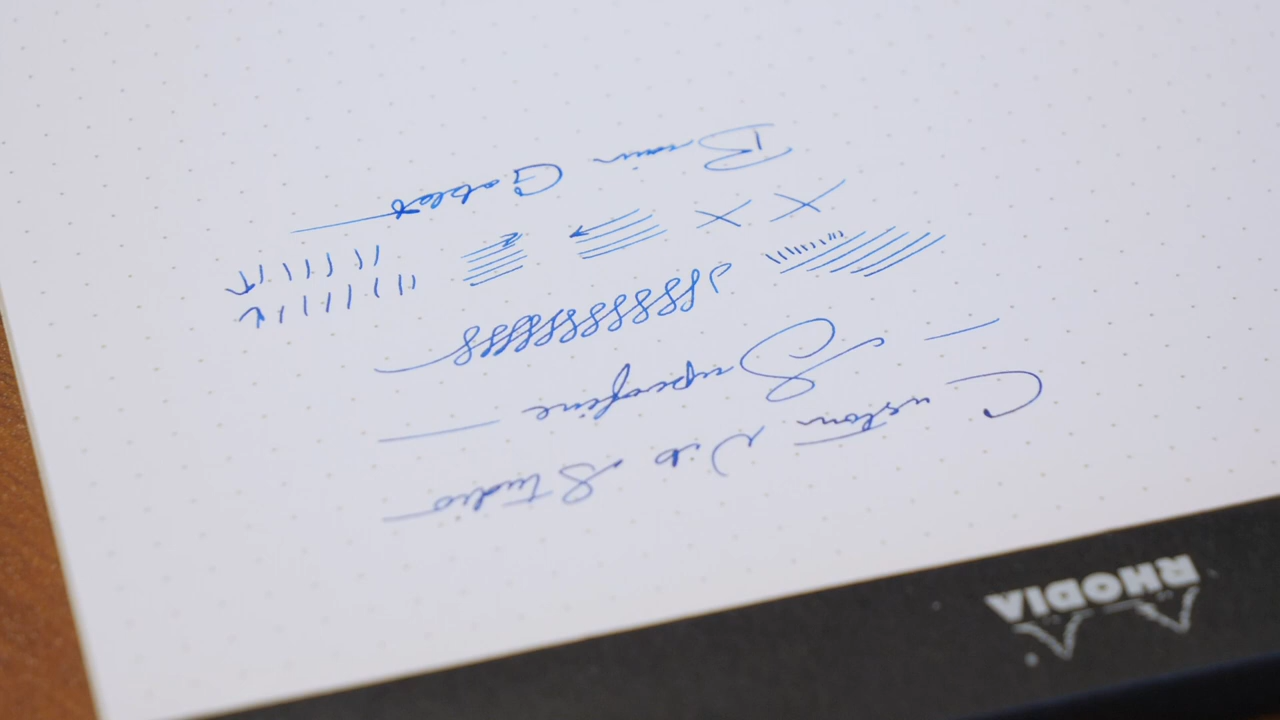 RHODIA
Custom Nib Studio
— Superfine —
Brian Goulet